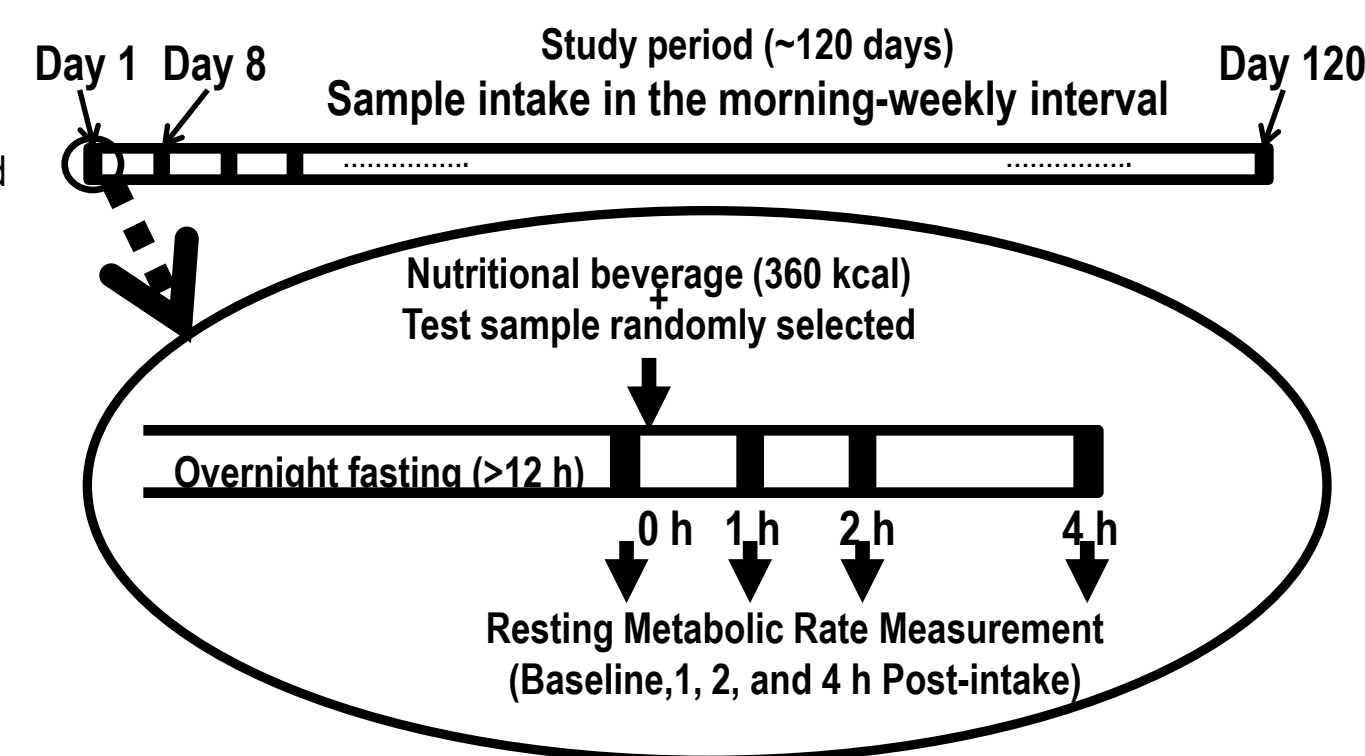 Study period (~120 days)
Day 1 Day 8
Day 120
Sample intake in the morning-weekly interval
................
................
Nutritional beverage (360 kcal)
+
Test sample randomly selected
Overnight fasting (>12 h)
0 h 1 h 2 h 4 h
Resting Metabolic Rate Measurement
(Baseline,1, 2, and 4 h Post-intake)